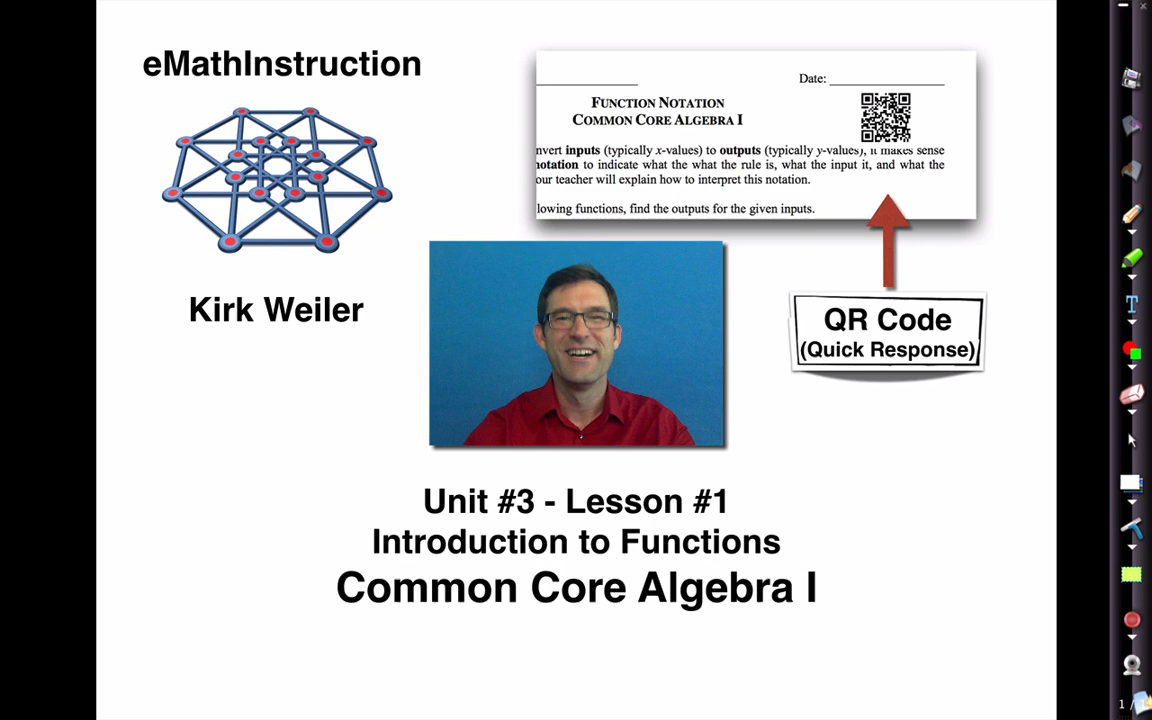 eMathInstruction
Date:
FUNCTION NOTATION
COMMON CORE ALGEBRA I
nvert inputs (typically x-values) to outputs (typically y-values), it makes sense
notation to indicate what the what the rule is, what the input it, and what the
our teacher will explain how to interpret this notation.
lowing functions, find the outputs for the given inputs.
Kirk Weiler
QR Code
(Quick Response)
Unit #3 - Lesson #1
Introduction to Functions
Common Core Algebra I
T
1 /